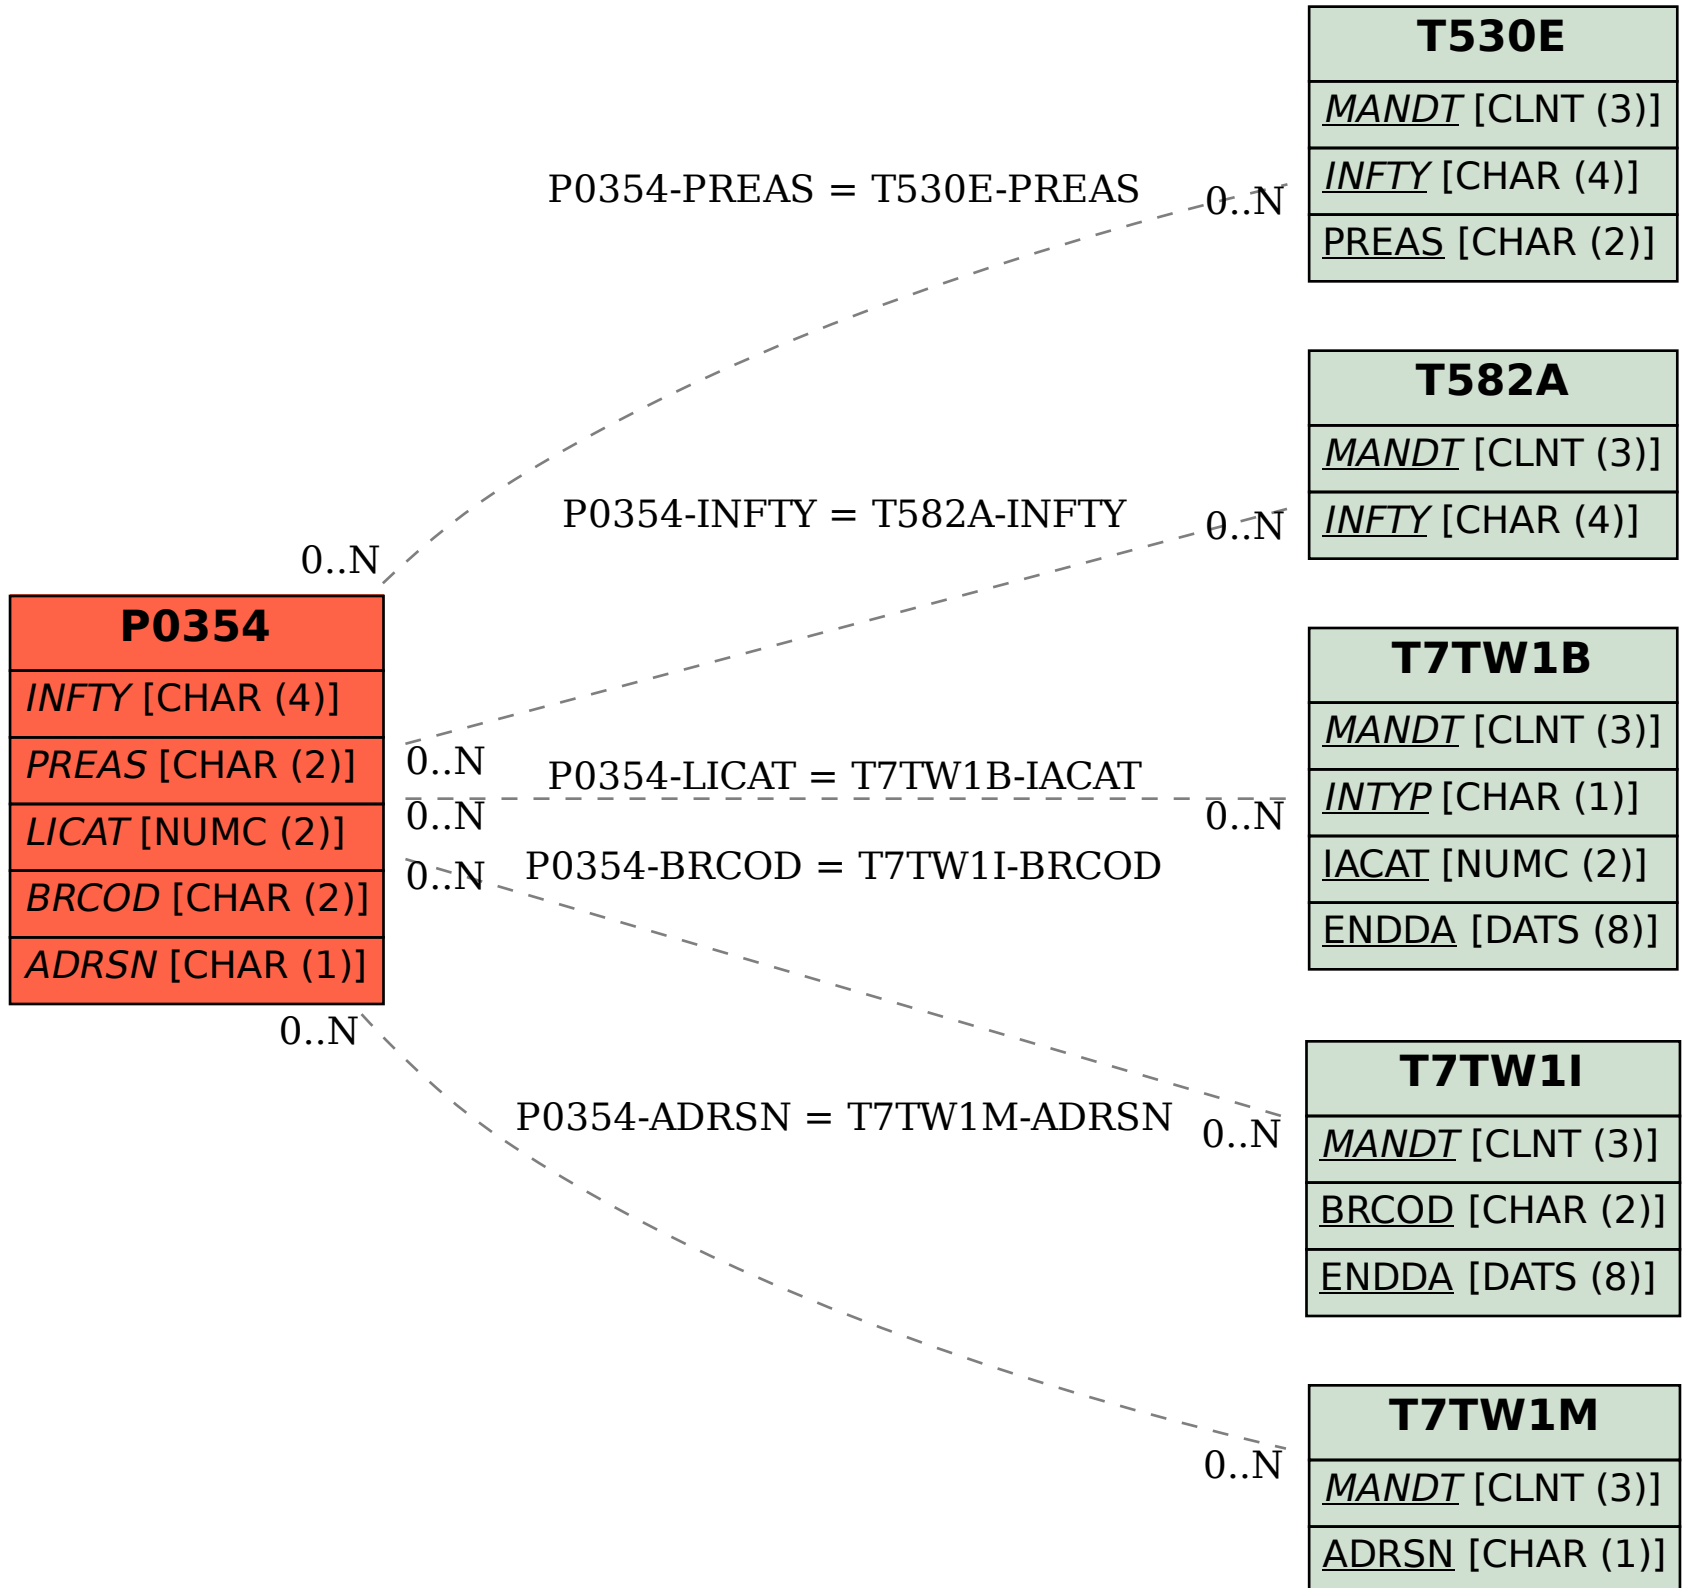 T530E
MANDT [CLNT (3)]
INFTY [CHAR (4)]
PREAS [CHAR (2)]
P0354-PREAS = T530E-PREAS
0..N
0..N
T582A
MANDT [CLNT (3)]
INFTY [CHAR (4)]
P0354-INFTY = T582A-INFTY
0..N
0..N
P0354
INFTY [CHAR (4)]
PREAS [CHAR (2)]
LICAT [NUMC (2)]
BRCOD [CHAR (2)]
ADRSN [CHAR (1)]
T7TW1B
MANDT [CLNT (3)]
INTYP [CHAR (1)]
IACAT [NUMC (2)]
ENDDA [DATS (8)]
P0354-LICAT = T7TW1B-IACAT
0..N
0..N
P0354-BRCOD = T7TW1I-BRCOD
0..N
0..N
T7TW1I
MANDT [CLNT (3)]
BRCOD [CHAR (2)]
ENDDA [DATS (8)]
P0354-ADRSN = T7TW1M-ADRSN
0..N
0..N
T7TW1M
MANDT [CLNT (3)]
ADRSN [CHAR (1)]